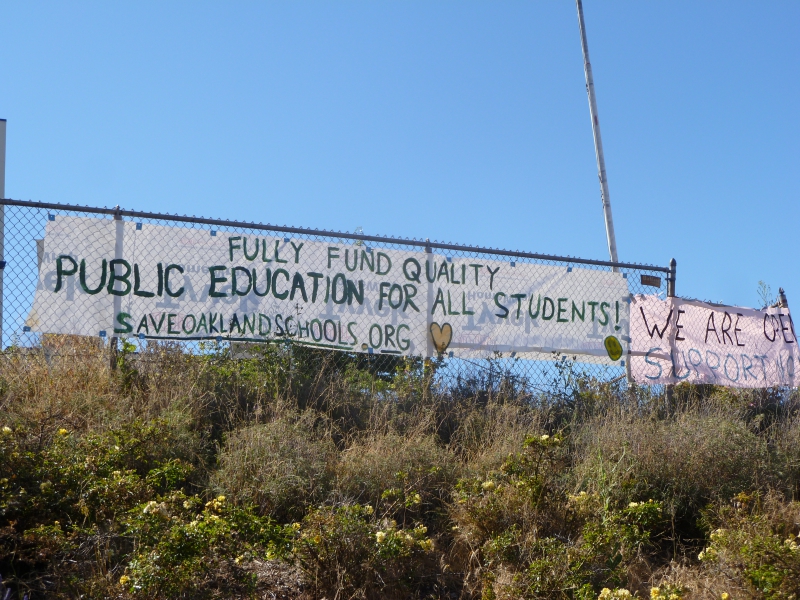 FULLY FUND QUALITY
PUBLIC EDUCATION FOR ALL STUDENTS!
SAVEOAKLANDSCHOOLS.ORG
WE ARE
SUPPORT